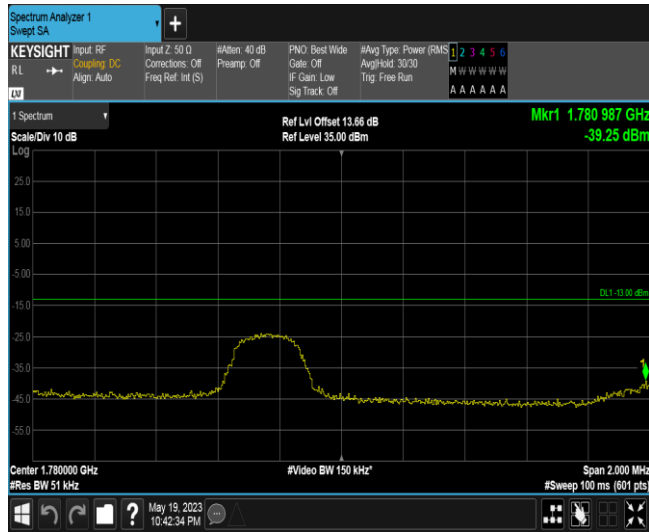 Spectrum Analyzer 1
Swept SA
+
KEYSIGHT
RL
LXI
Input: RF
Coupling: DC
Align: Auto
Input Z: 50 Ω
Corrections: Off
Freq Ref: Int (S)
#Atten: 40 dB
Preamp: Off
PNO: Best Wide
Gate: Off
IF Gain: Low
Sig Track: Off
#Avg Type: Power (RMS
Avg|Hold: 30/30
Trig: Free Run
1 2 3 4 5 6
M W W W W W
A A A A A A
1 Spectrum
Scale/Div 10 dB
Ref Lvl Offset 13.66 dB
Ref Level 35.00 dBm
Mkr1 1.780 987 GHz
-39.25 dBm
Log
25.0
15.0
5.00
-5.00
DL1 -13.00 dBm
-15.0
-25.0
-35.0
1
-45.0
-55.0
Center 1.780000 GHz
#Video BW 150 kHz*
Span 2.000 MHz
#Res BW 51 kHz
#Sweep 100 ms (601 pts)
?
May 19, 2023
10:42:34 PM